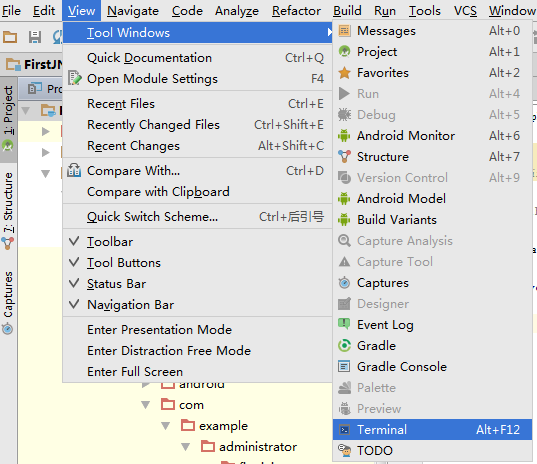 File Edit View Navigate Code Analyze Refactor Build Run Tools VCS Window
FirstJN
1: Project
7: Structure
Captures
Pro
Tool Windows
Quick Documentation Ctrl+Q
Open Module Settings F4
Recent Files Ctrl+E
Recently Changed Files Ctrl+Shift+E
Recent Changes Alt+Shift+C
Compare With... Ctrl+D
Compare with Clipboard
Quick Switch Scheme... Ctrl+后引号
Toolbar
Tool Buttons
Status Bar
Navigation Bar
Enter Presentation Mode
Enter Distraction Free Mode
Enter Full Screen
Messages Alt+0
Project Alt+1
Favorites Alt+2
Run Alt+4
Debug Alt+5
Android Monitor Alt+6
Structure Alt+7
Version Control Alt+9
Android Model
Build Variants
Capture Analysis
Capture Tool
Captures
Designer
Event Log
Gradle
Gradle Console
Palette
Preview
Terminal Alt+F12
TODO
android
com
example
administrator